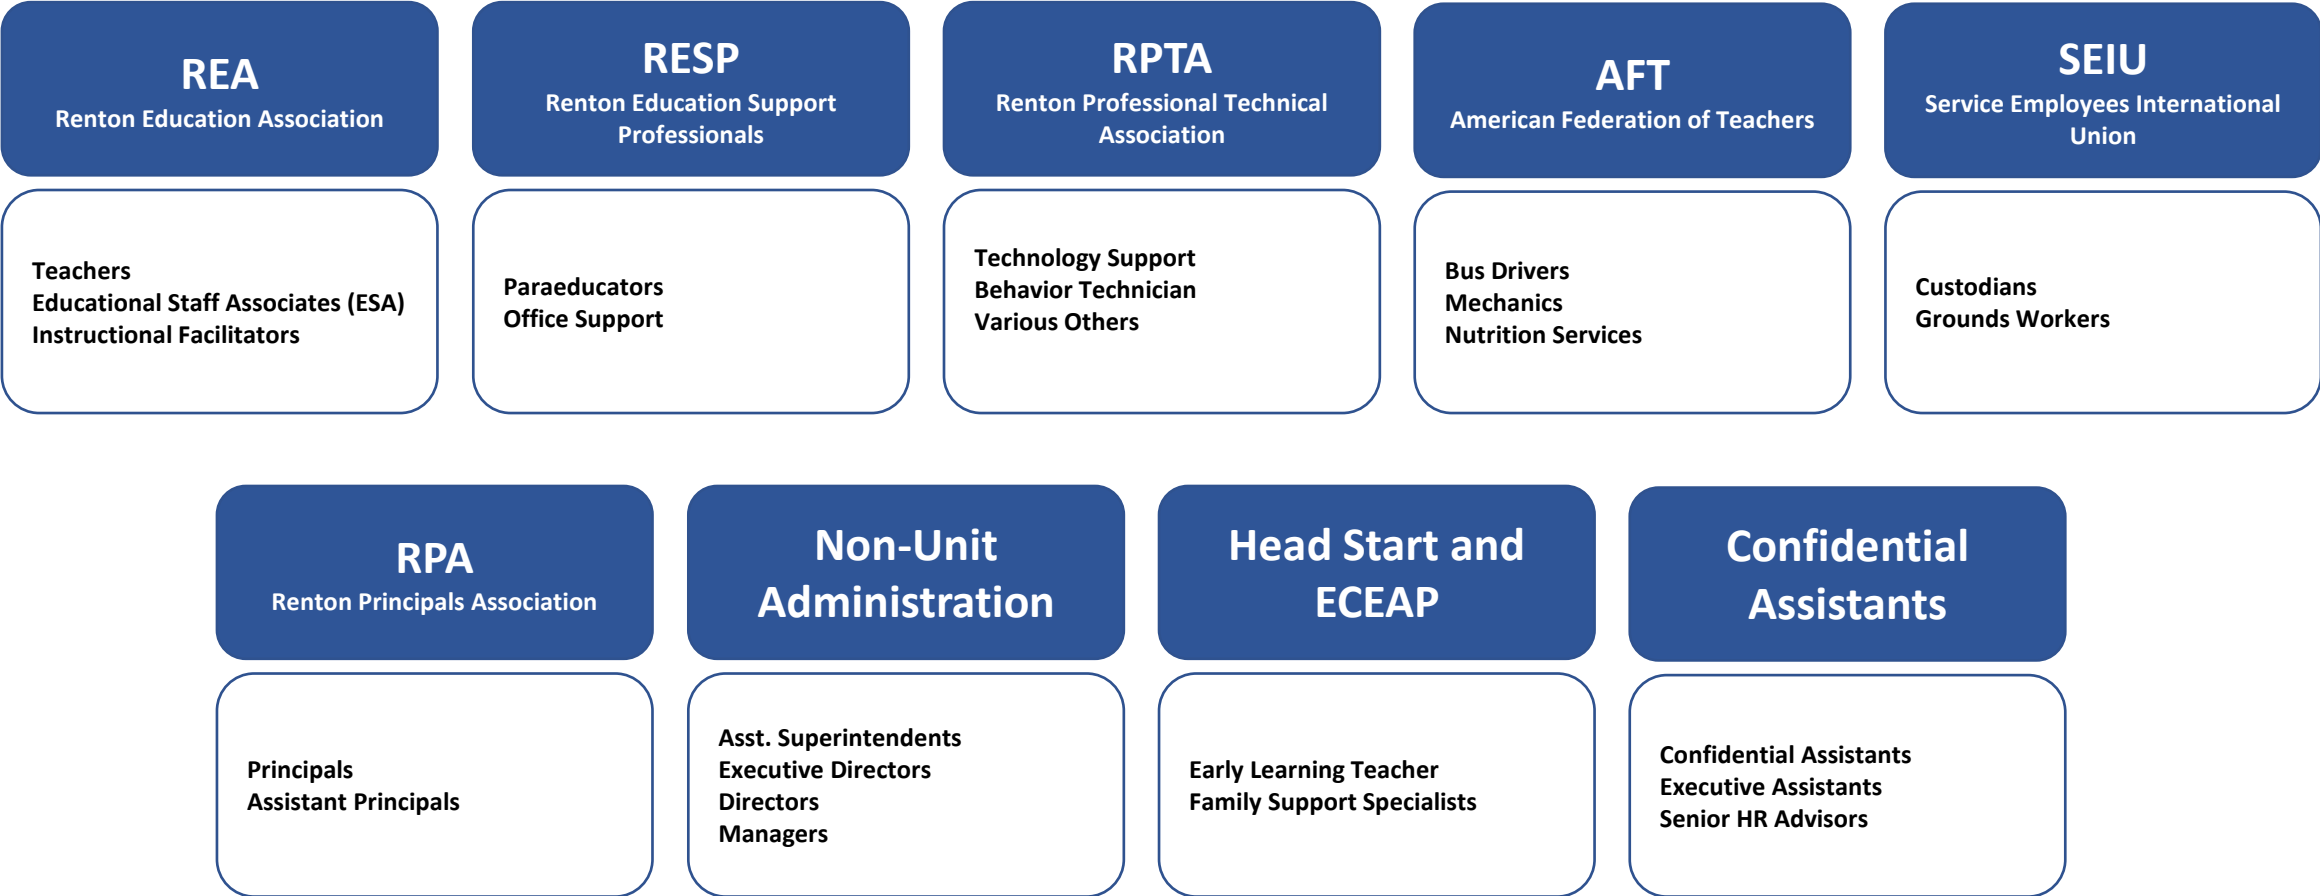 REA
Renton Education Association
Teachers
Educational Staff Associates (ESA)
Instructional Facilitators
RESP
Renton Education Support
Professionals
Paraeducators
Office Support
RPTA
Renton Professional Technical
Association
Technology Support
Behavior Technician
Various Others
AFT
American Federation of Teachers
Bus Drivers
Mechanics
Nutrition Services
SEIU
Service Employees International
Union
Custodians
Grounds Workers
RPA
Renton Principals Association
Principals
Assistant Principals
Non-Unit
Administration
Asst. Superintendents
Executive Directors
Directors
Managers
Head Start and
ECEAP
Early Learning Teacher
Family Support Specialists
Confidential
Assistants
Confidential Assistants
Executive Assistants
Senior HR Advisors